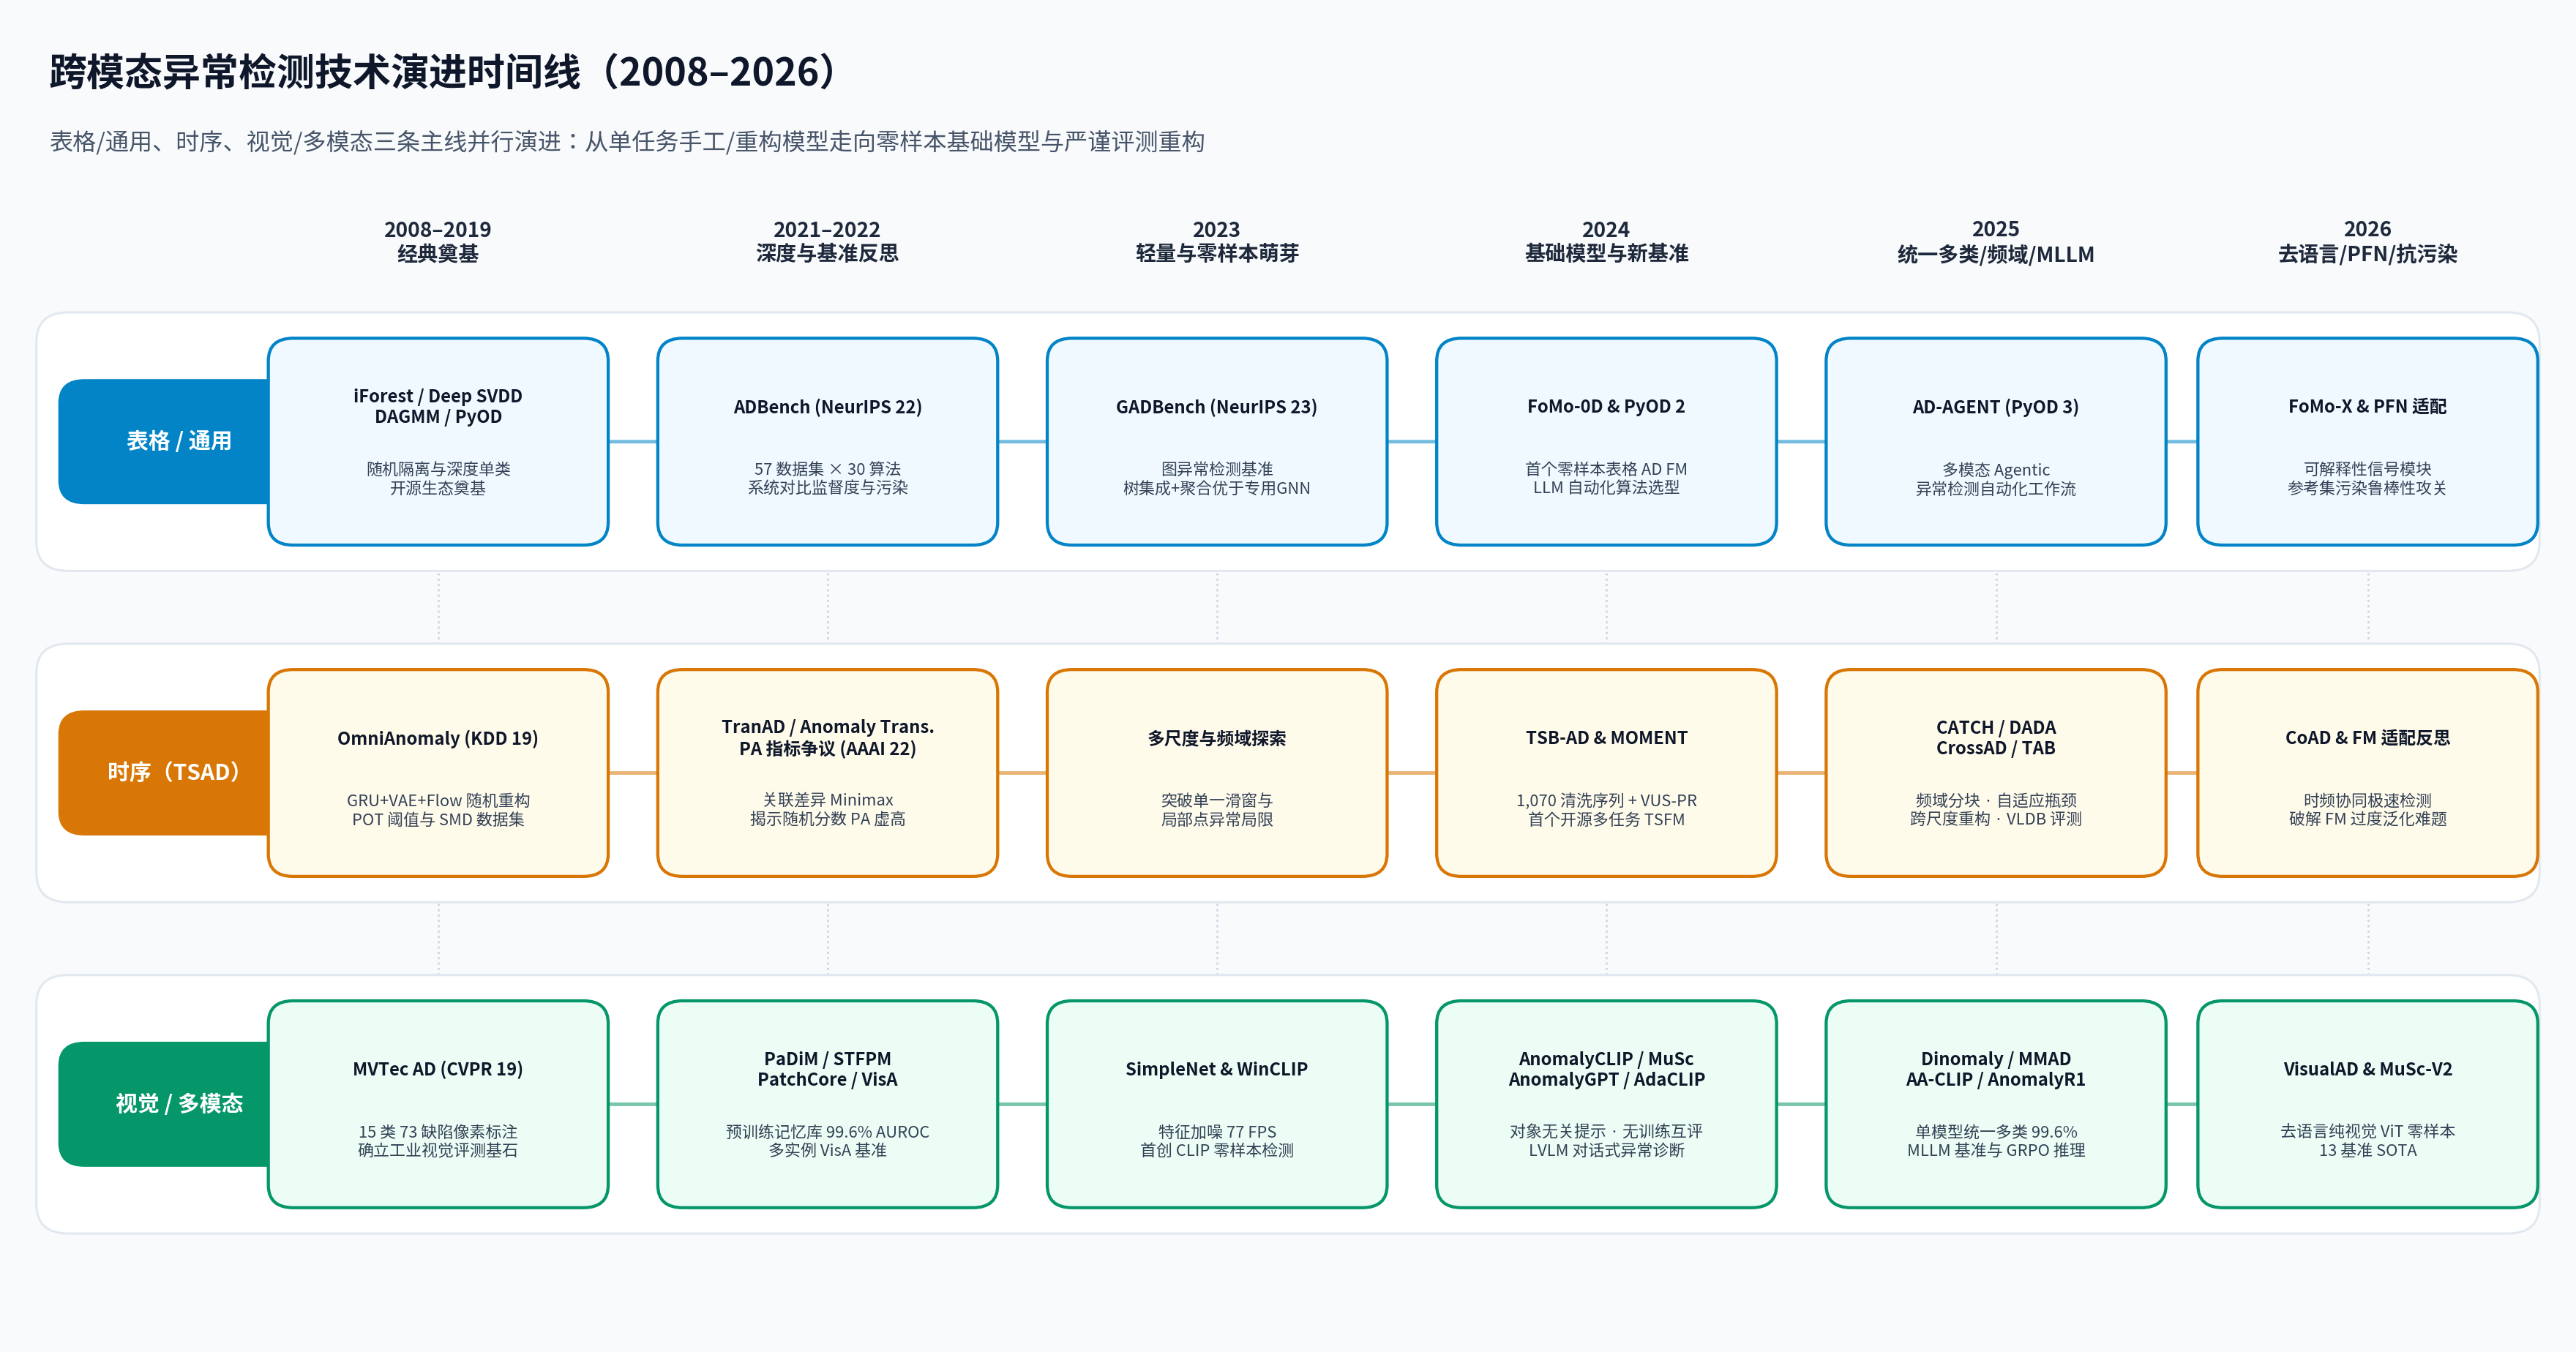 跨模态异常检测技术演进时间线（2008–2026）
表格/通用、时序、视觉/多模态三条主线并行演进：从单任务手工/重构模型走向零样本基础模型与严谨评测重构
2008–2019
经典奠基
2021–2022
深度与基准反思
2023
轻量与零样本萌芽
2024
基础模型与新基准
2025
统一多类/频域/MLLM
2026
去语言/PFN/抗污染
表格 / 通用
iForest / Deep SVDD
DAGMM / PyOD
随机隔离与深度单类
开源生态奠基
ADBench (NeurIPS 22)
57 数据集 × 30 算法
系统对比监督度与污染
GADBench (NeurIPS 23)
图异常检测基准
树集成+聚合优于专用GNN
FoMo-0D & PyOD 2
首个零样本表格 AD FM
LLM 自动化算法选型
AD-AGENT (PyOD 3)
多模态 Agentic
异常检测自动化工作流
FoMo-X & PFN 适配
可解释性信号模块
参考集污染鲁棒性攻关
时序（TSAD）
OmniAnomaly (KDD 19)
GRU+VAE+Flow 随机重构
POT 阈值与 SMD 数据集
TranAD / Anomaly Trans.
PA 指标争议 (AAAI 22)
关联差异 Minimax
揭示随机分数 PA 虚高
多尺度与频域探索
突破单一滑窗与
局部点异常局限
TSB-AD & MOMENT
1,070 清洗序列 + VUS-PR
首个开源多任务 TSFM
CATCH / DADA
CrossAD / TAB
频域分块 · 自适应瓶颈
跨尺度重构 · VLDB 评测
CoAD & FM 适配反思
时频协同极速检测
破解 FM 过度泛化难题
视觉 / 多模态
MVTec AD (CVPR 19)
15 类 73 缺陷像素标注
确立工业视觉评测基石
PaDiM / STFPM
PatchCore / VisA
预训练记忆库 99.6% AUROC
多实例 VisA 基准
SimpleNet & WinCLIP
特征加噪 77 FPS
首创 CLIP 零样本检测
AnomalyCLIP / MuSc
AnomalyGPT / AdaCLIP
对象无关提示 · 无训练互评
LVLM 对话式异常诊断
Dinomaly / MMAD
AA-CLIP / AnomalyR1
单模型统一多类 99.6%
MLLM 基准与 GRPO 推理
VisualAD & MuSc-V2
去语言纯视觉 ViT 零样本
13 基准 SOTA